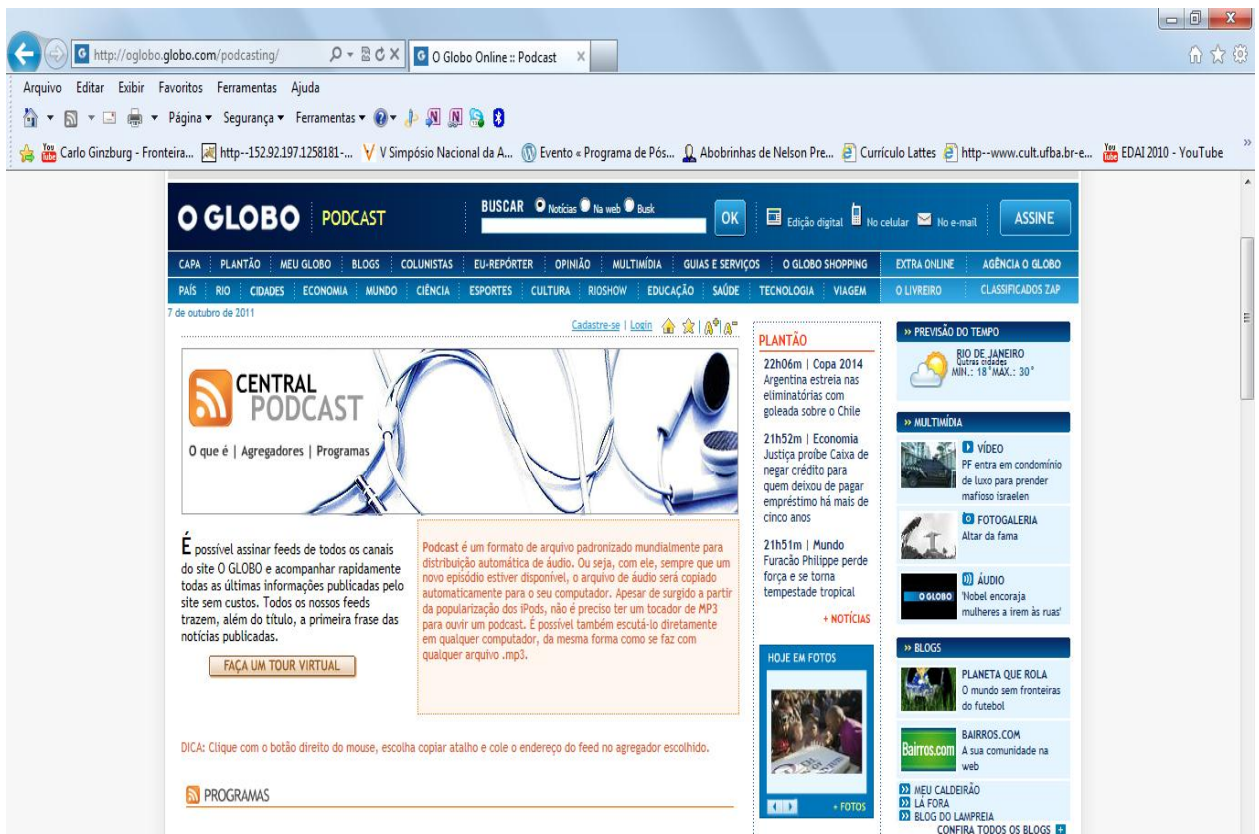 http://oglobo.globo.com/podcasting/
O Globo Online :: Podcast
Arquivo Editar Exibir Favoritos Ferramentas Ajuda
Página Segurança Ferramentas
Carlo Ginzburg - Fronteira... http--152.92.197.1258181-... V Simpósio Nacional da A... Evento « Programa de Pós... Abobrinhas de Nelson Pre... Currículo Lattes http--www.cult.ufba.br-e... EDAI 2010 - YouTube
O GLOBO PODCAST
BUSCAR Notícias Na web Busk
OK
Edição digital No celular No e-mail
ASSINE
CAPA PLANTÃO MEU GLOBO BLOGS COLUNISTAS EU-REPÓRTER OPINIÃO MULTIMÍDIA GUIAS E SERVIÇOS O GLOBO SHOPPING EXTRA ONLINE AGÊNCIA O GLOBO
PAÍS RIO CIDADES ECONOMIA MUNDO CIÊNCIA ESPORTES CULTURA RIOSHOW EDUCAÇÃO SAÚDE TECNOLOGIA VIAGEM O LIVREIRO CLASSIFICADOS ZAP
7 de outubro de 2011
Cadastre-se | Login
CENTRAL
PODCAST
O que é | Agregadores | Programas
É possível assinar feeds de todos os canais
do site O GLOBO e acompanhar rapidamente
todas as últimas informações publicadas pelo
site sem custos. Todos os nossos feeds
trazem, além do título, a primeira frase das
notícias publicadas.
FAÇA UM TOUR VIRTUAL
Podcast é um formato de arquivo padronizado mundialmente para
distribuição automática de áudio. Ou seja, com ele, sempre que um
novo episódio estiver disponível, o arquivo de áudio será copiado
automaticamente para o seu computador. Apesar de surgido a partir
da popularização dos iPods, não é preciso ter um tocador de MP3
para ouvir um podcast. É possível também escutá-lo diretamente
em qualquer computador, da mesma forma como se faz com
qualquer arquivo .mp3.
DICA: Clique com o botão direito do mouse, escolha copiar atalho e cole o endereço do feed no agregador escolhido.
PROGRAMAS
PLANTÃO
22h06m | Copa 2014
Argentina estreia nas
eliminatórias com
goleada sobre o Chile
21h52m | Economia
Justiça proíbe Caixa de
negar crédito para
quem deixou de pagar
empréstimo há mais de
cinco anos
21h51m | Mundo
Furacão Philippe perde
força e se torna
tempestade tropical
+ NOTÍCIAS
HOJE EM FOTOS
+ FOTOS
» PREVISÃO DO TEMPO
RIO DE JANEIRO
Outras cidades
MÍN.: 18° MÁX.: 30°
» MULTIMÍDIA
VÍDEO
PF entra em condomínio
de luxo para prender
mafioso israelen
FOTOGALERIA
Altar da fama
O GLOBO
ÁUDIO
'Nobel encoraja
mulheres a irem às ruas'
» BLOGS
PLANETA QUE ROLA
O mundo sem fronteiras
do futebol
Bairros.com
BAIRROS.COM
A sua comunidade na
web
MEU CALDEIRÃO
LÁ FORA
BLOG DO LAMPREIA
CONFIRA TODOS OS BLOGS